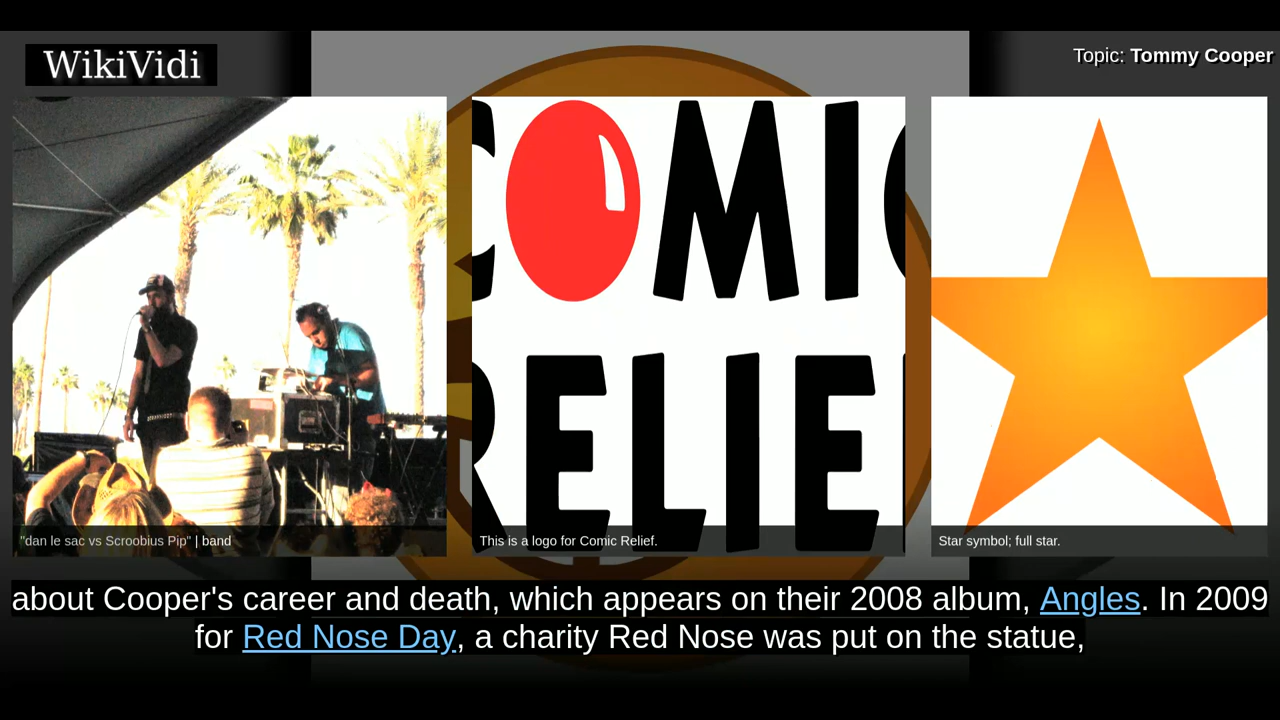 WikiVidi
Topic: Tommy Cooper
COMIC
RELIEF
"dan le sac vs Scroobius Pip" | band
This is a logo for Comic Relief.
Star symbol; full star.
about Cooper's career and death, which appears on their 2008 album, Angles. In 2009
for Red Nose Day, a charity Red Nose was put on the statue,